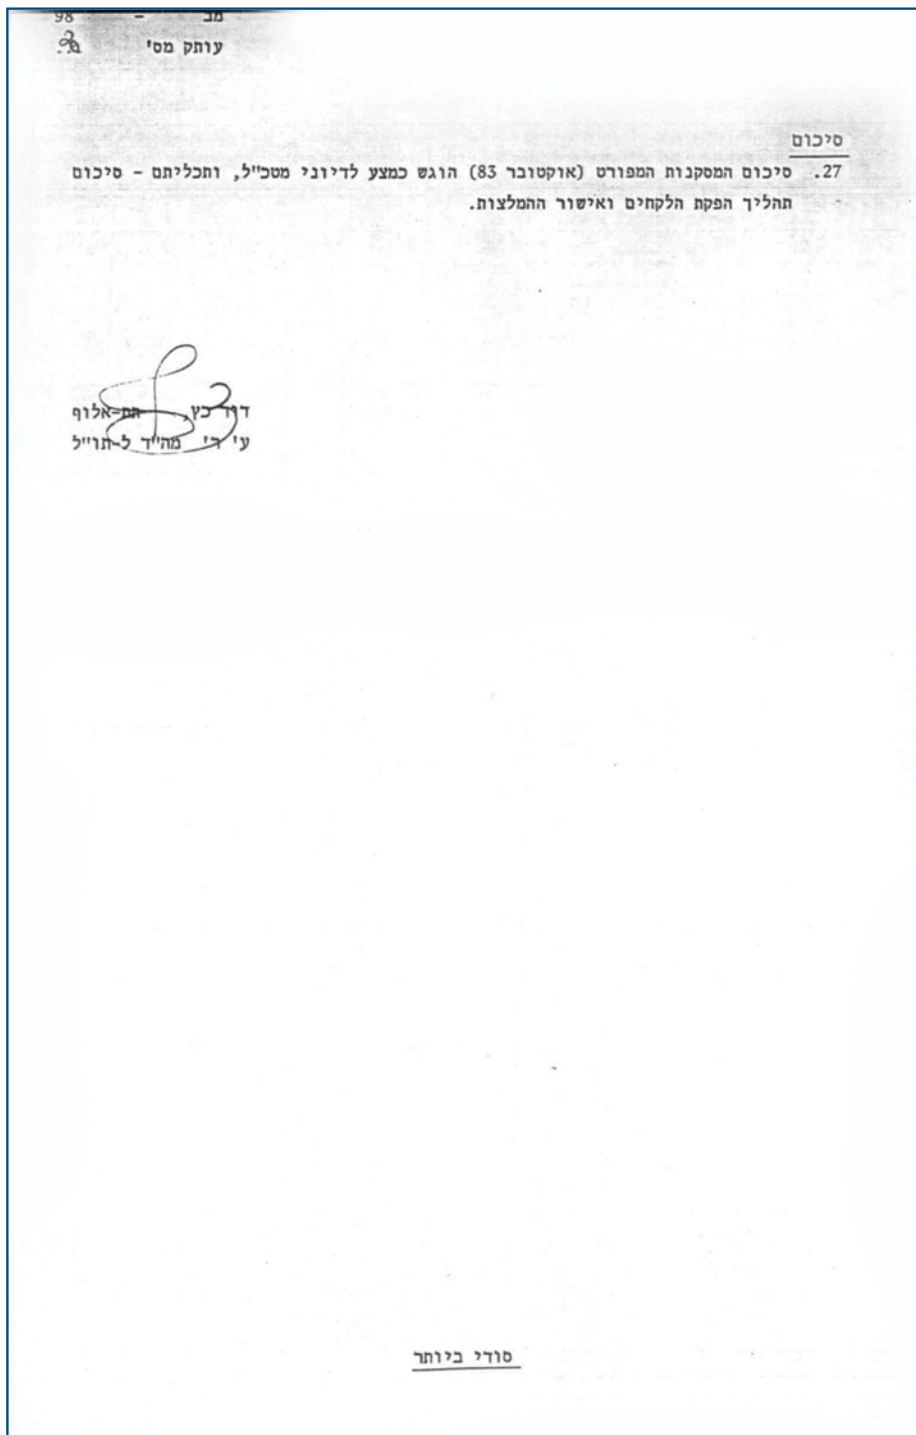 מב - 98
עותק מס'
סיכום
27. סיכום המסקנות המפורט (אוקטובר 83) הוגש כמצע לדיוני מטכ"ל, ותכליתם - סיכום
תהליך הפקת הלקחים ואישור ההמלצות.
דוד כץ, תת-אלוף
ע' ר' מה"ד ל-תו"ל
סודי ביותר